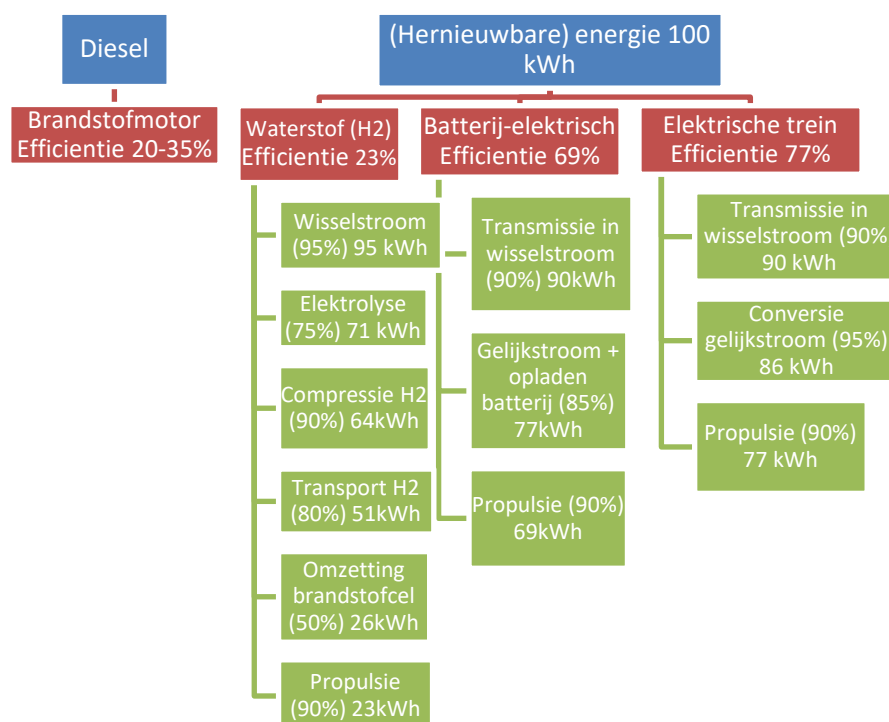 Diesel
Brandstofmotor
Efficientie 20-35%
(Hernieuwbare) energie 100
kWh
Waterstof (H2)
Efficientie 23%
Wisselstroom
(95%) 95 kWh
Elektrolyse
(75%) 71 kWh
Compressie H2
(90%) 64kWh
Transport H2
(80%) 51kWh
Omzetting
brandstofcel
(50%) 26kWh
Propulsie
(90%) 23kWh
Batterij-elektrisch
Efficientie 69%
Transmissie in
wisselstroom
(90%) 90kWh
Gelijkstroom +
opladen
batterij (85%)
77kWh
Propulsie (90%)
69kWh
Elektrische trein
Efficientie 77%
Transmissie in
wisselstroom (90%
90 kWh
Conversie
gelijkstroom (95%)
86 kWh
Propulsie (90%)
77 kWh